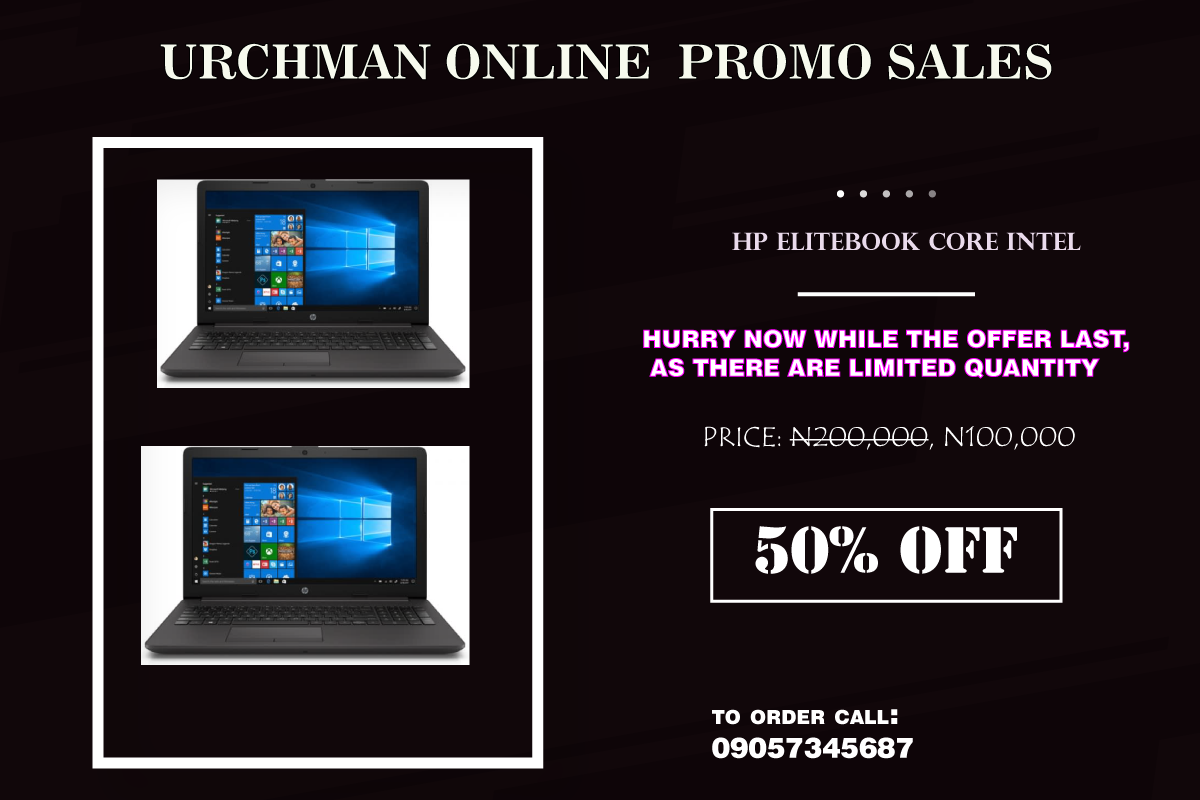 URCHMAN ONLINE PROMO SALES
HP ELITEBOOK CORE INTEL
HURRY NOW WHILE THE OFFER LAST,
AS THERE ARE LIMITED QUANTITY
PRICE: N200,000, N100,000
50% OFF
TO ORDER CALL:
09057345687